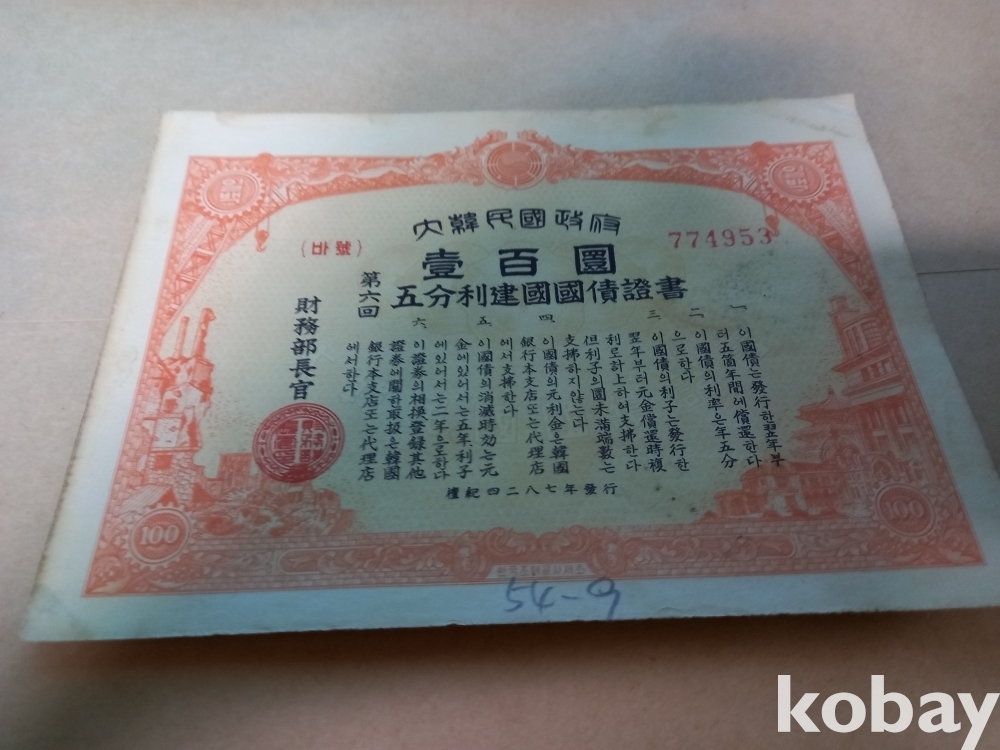 大韓民國政府
774953
壹百圜
第六回
五分利建國國債證書
一 이國債는發行한翌年부
터五箇年間에償還한다
二 이國債의利率은年五分
으로한다
三 이國債의利子는發行한
翌年부터元金償還時複
利로計上하여支拂한다
但利子의圜未滿端數는
支拂하지않는다
四 이國債의元利金은韓國
銀行本支店또는代理店
에서支拂한다
五 이國債의消滅時効는元
金에있어서는五年利子
에있어서는二年으로한다
六 이證券의相換登錄其他
證券에關한取扱은韓國
銀行本支店또는代理店
에서한다
財務部長官
檀紀四二八七年發行
100
100
한국조폐공사제조
54-9
kobay